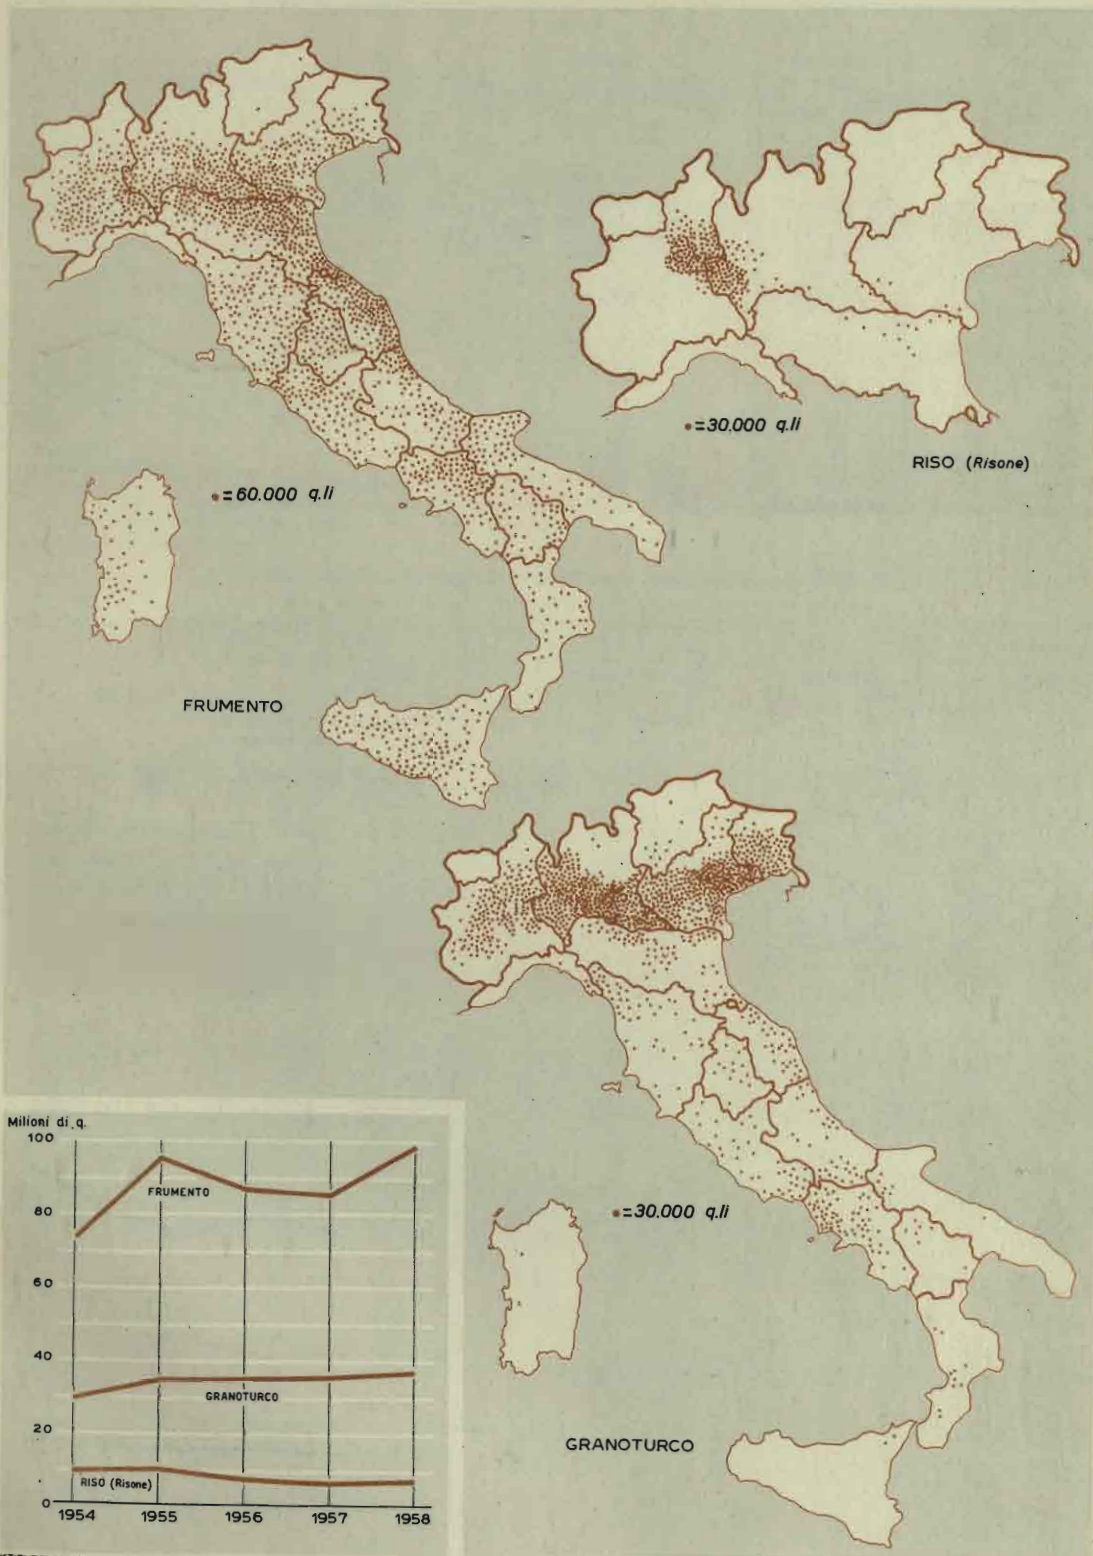 •=30.000 q.li
RISO (Risone)
•=60.000 q.li
FRUMENTO
•=30.000 q.li
GRANOTURCO
Milioni di q.
100
80
60
40
20
0
FRUMENTO
GRANOTURCO
RISO (Risone)
1954 1955 1956 1957 1958